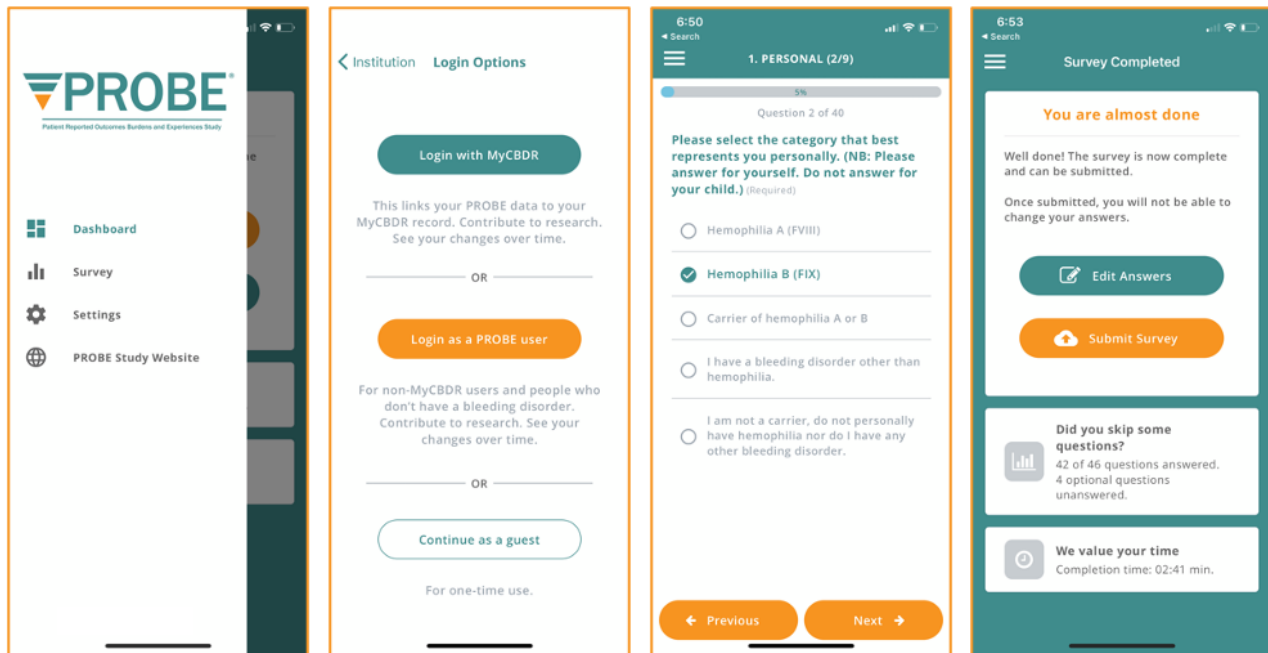 PROBE
Patient Reported Outcomes Burdens and Experiences Study
Dashboard
Survey
Settings
PROBE Study Website
Institution Login Options
Login with MyCBDR
This links your PROBE data to your
MyCBDR record. Contribute to research.
See your changes over time.
OR
Login as a PROBE user
For non-MyCBDR users and people who
don't have a bleeding disorder.
Contribute to research. See your
changes over time.
OR
Continue as a guest
For one-time use.
6:50
Search
1. PERSONAL (2/9)
5%
Question 2 of 40
Please select the category that best
represents you personally. (NB: Please
answer for yourself. Do not answer for
your child.) (Required)
Hemophilia A (FVIII)
Hemophilia B (FIX)
Carrier of hemophilia A or B
I have a bleeding disorder other than
hemophilia.
I am not a carrier, do not personally
have hemophilia nor do I have any
other bleeding disorder.
Previous
Next
6:53
Search
Survey Completed
You are almost done
Well done! The survey is now complete
and can be submitted.
Once submitted, you will not be able to
change your answers.
Edit Answers
Submit Survey
Did you skip some
questions?
42 of 46 questions answered.
4 optional questions
unanswered.
We value your time
Completion time: 02:41 min.